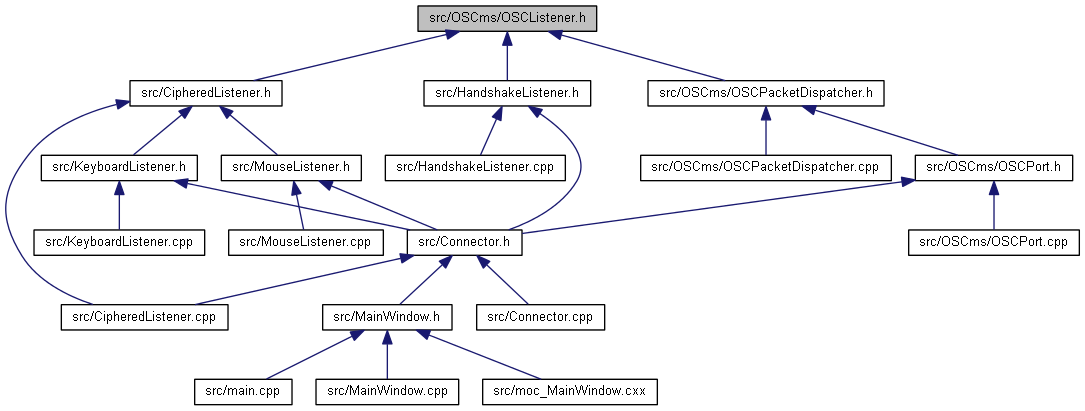 src/OSCms/OSCListener.h
src/CipheredListener.h
src/HandshakeListener.h
src/OSCms/OSCPacketDispatcher.h
src/KeyboardListener.h
src/MouseListener.h
src/HandshakeListener.cpp
src/OSCms/OSCPacketDispatcher.cpp
src/OSCms/OSCPort.h
src/KeyboardListener.cpp
src/MouseListener.cpp
src/Connector.h
src/OSCms/OSCPort.cpp
src/CipheredListener.cpp
src/MainWindow.h
src/Connector.cpp
src/main.cpp
src/MainWindow.cpp
src/moc_MainWindow.cxx